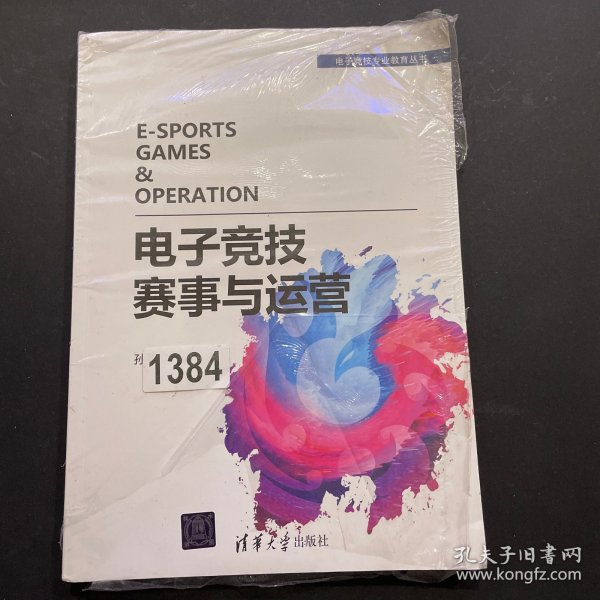 电子竞技专业教育丛书
E-SPORTS
GAMES
&
OPERATION
电子竞技
赛事与运营
孙
1384
清华大学出版社
孔夫子旧书网
www.kongfz.com